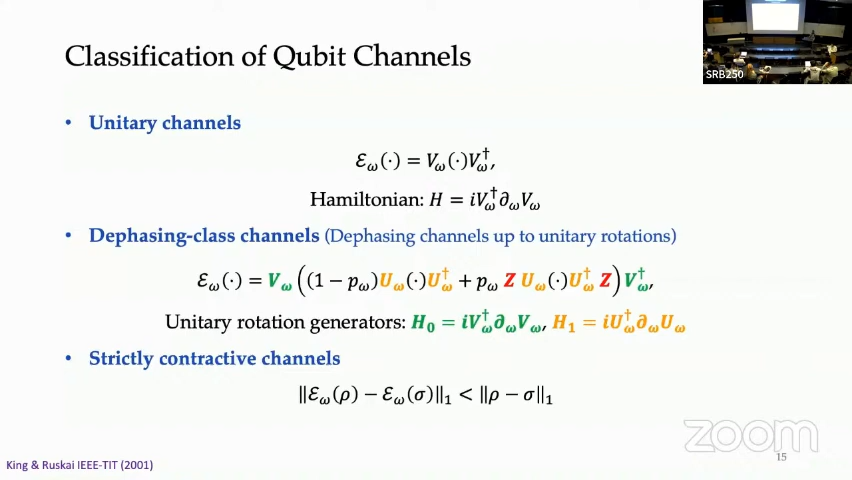 SRB250
Classification of Qubit Channels
• Unitary channels
ℰ_ω(·) = V_ω(·)V_ω^†,
Hamiltonian: H = iV_ω^†∂_ωV_ω
• Dephasing-class channels (Dephasing channels up to unitary rotations)
ℰ_ω(·) = V_ω((1 − p_ω)U_ω(·)U_ω^† + p_ω Z U_ω(·)U_ω^† Z)V_ω^†,
Unitary rotation generators: H_0 = iV_ω^†∂_ωV_ω, H_1 = iU_ω^†∂_ωU_ω
• Strictly contractive channels
‖ℰ_ω(ρ) − ℰ_ω(σ)‖_1 < ‖ρ − σ‖_1
zoom
15
King & Ruskai IEEE-TIT (2001)